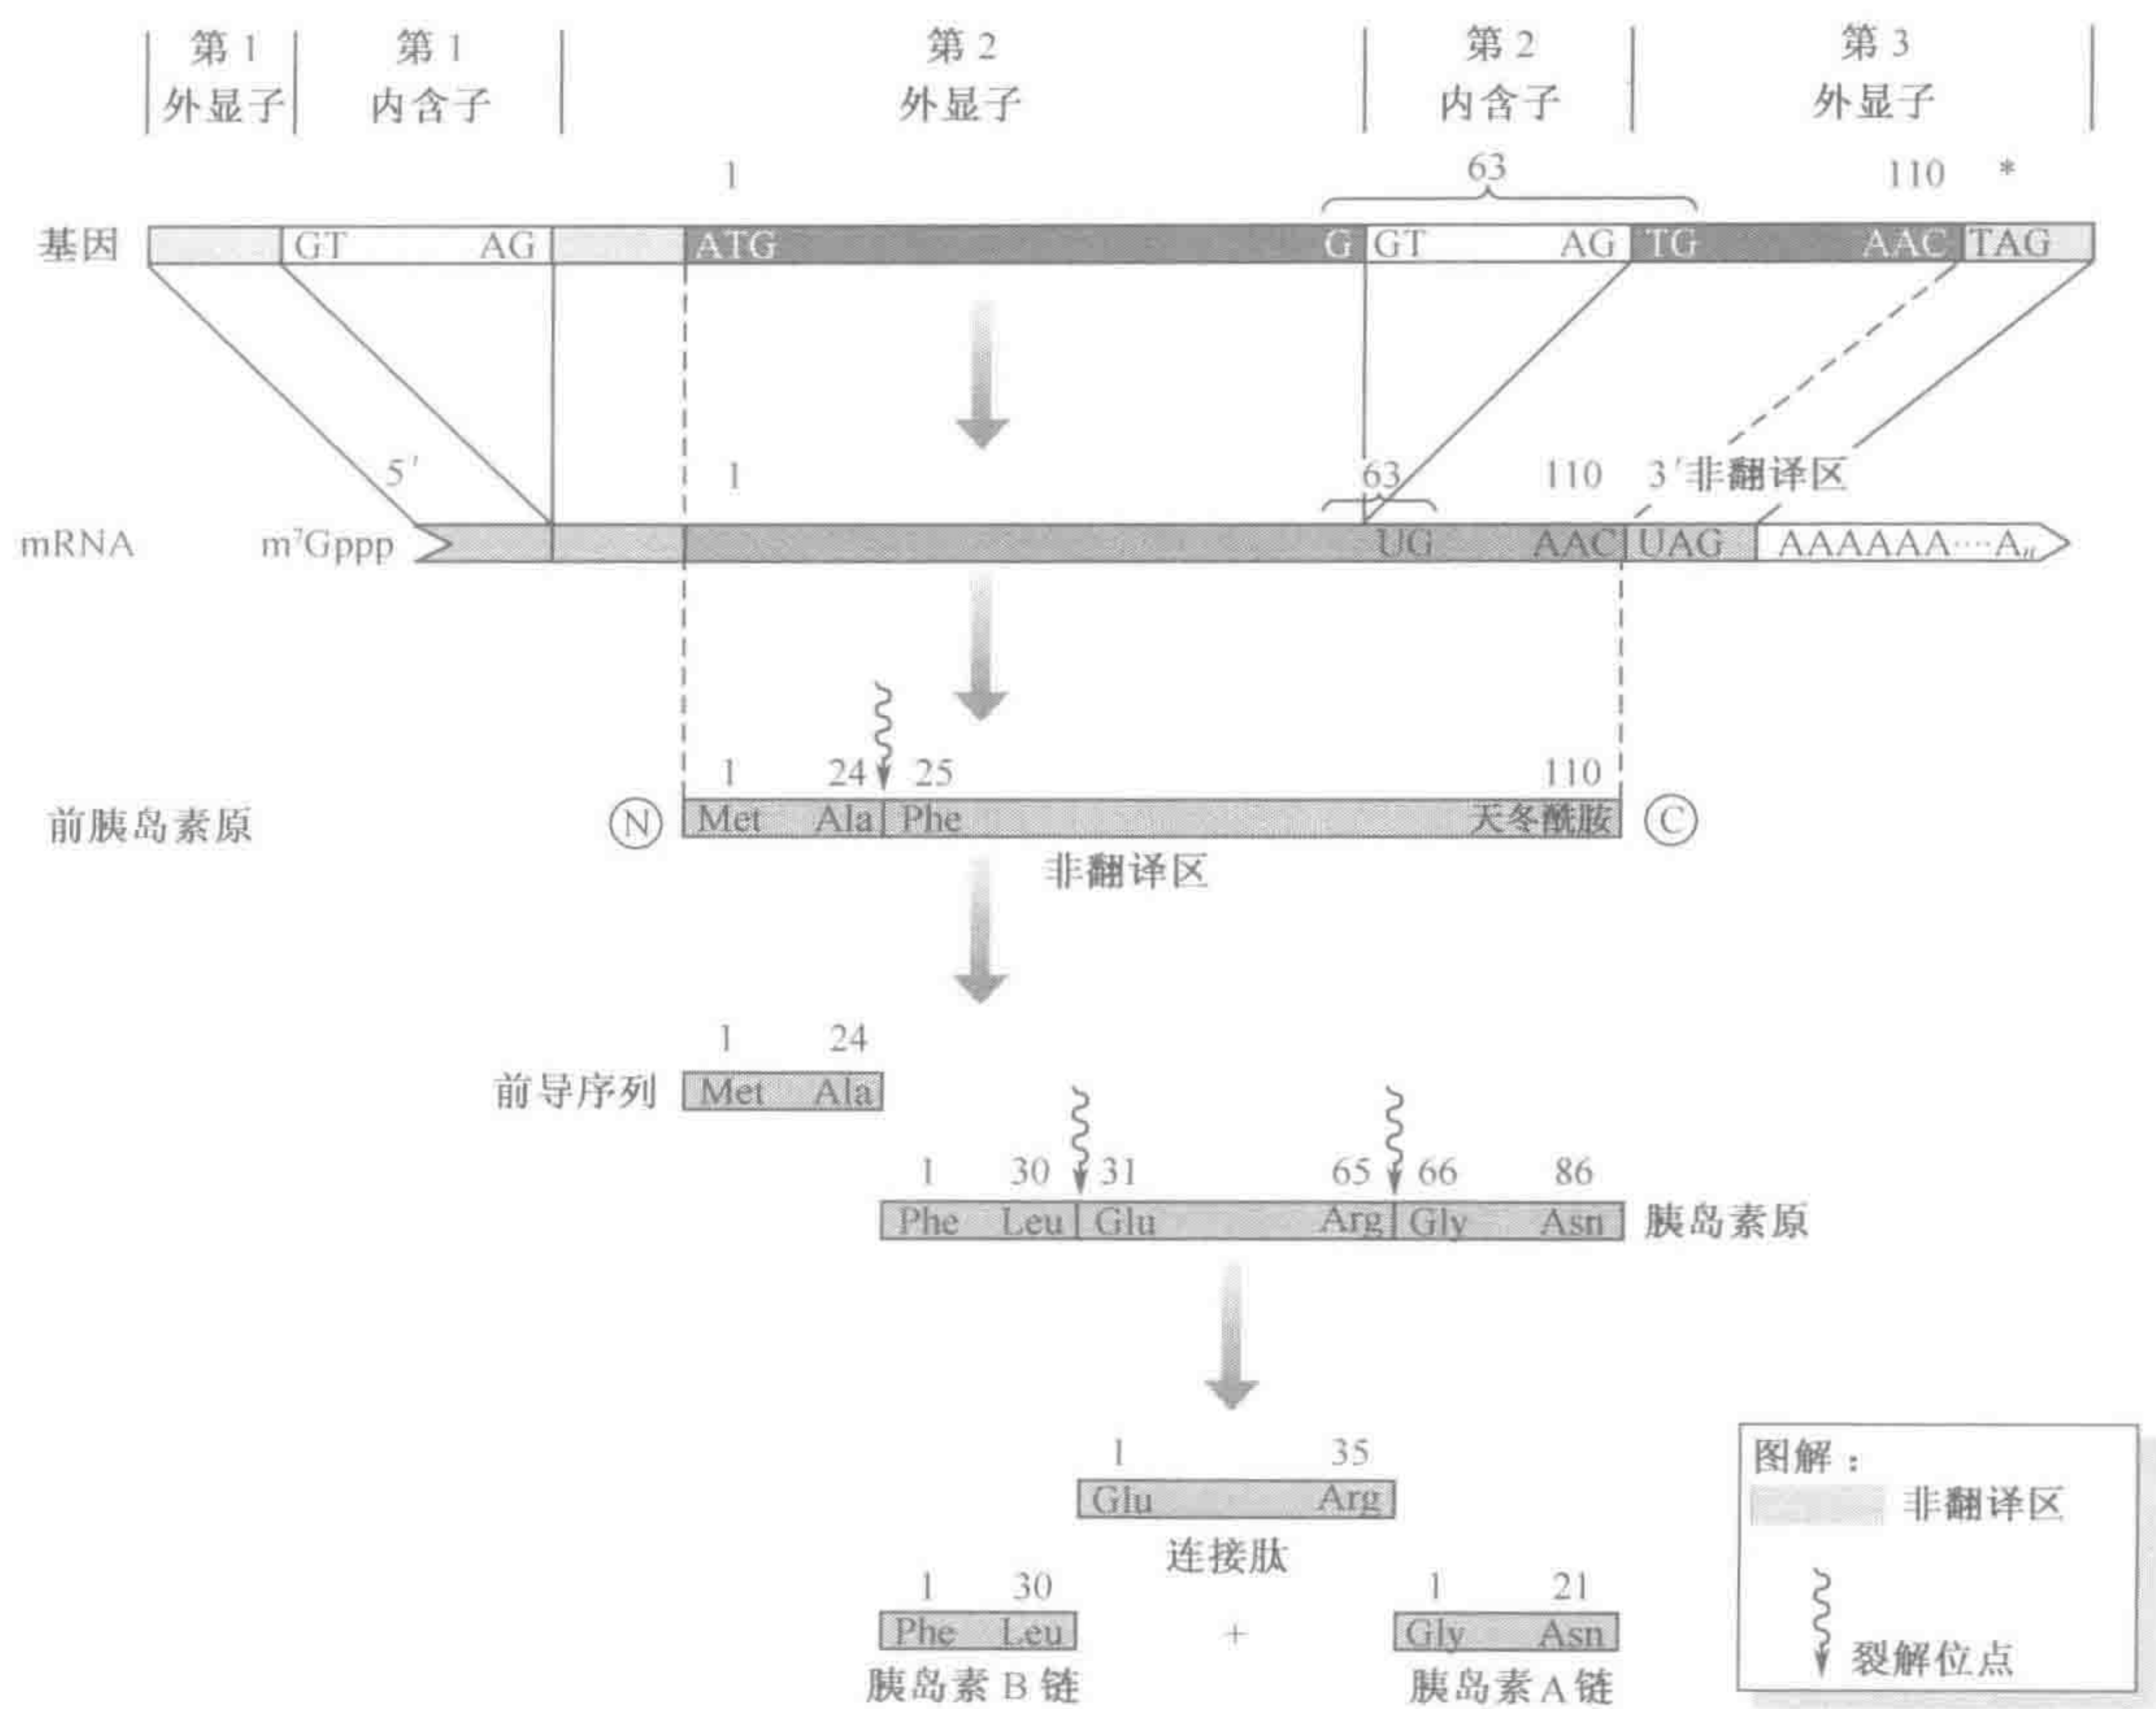 第 1 第 1 第 2 第 2 第 3
外显子 内含子 外显子 内含子 外显子
1 63 110 *
基因 GT AG ATG G GT AG TG AAC TAG
5′ 1 63 110 3′非翻译区
mRNA m⁷Gppp UG AAC UAG AAAAAA····Aₙ
1 24 25 110
前胰岛素原 N Met Ala Phe 天冬酰胺 C
非翻译区
1 24
前导序列 Met Ala
1 30 31 65 66 86
Phe Leu Glu Arg Gly Asn 胰岛素原
1 35
Glu Arg
连接肽
1 30 1 21
Phe Leu + Gly Asn
胰岛素 B 链 胰岛素 A 链
图解：
非翻译区
裂解位点